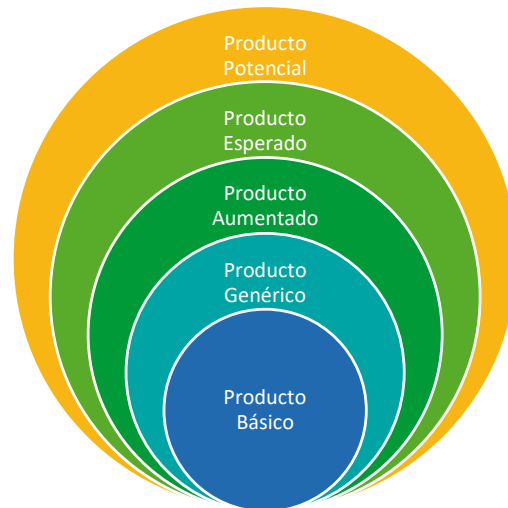 Producto
Potencial
Producto
Esperado
Producto
Aumentado
Producto
Genérico
Producto
Básico